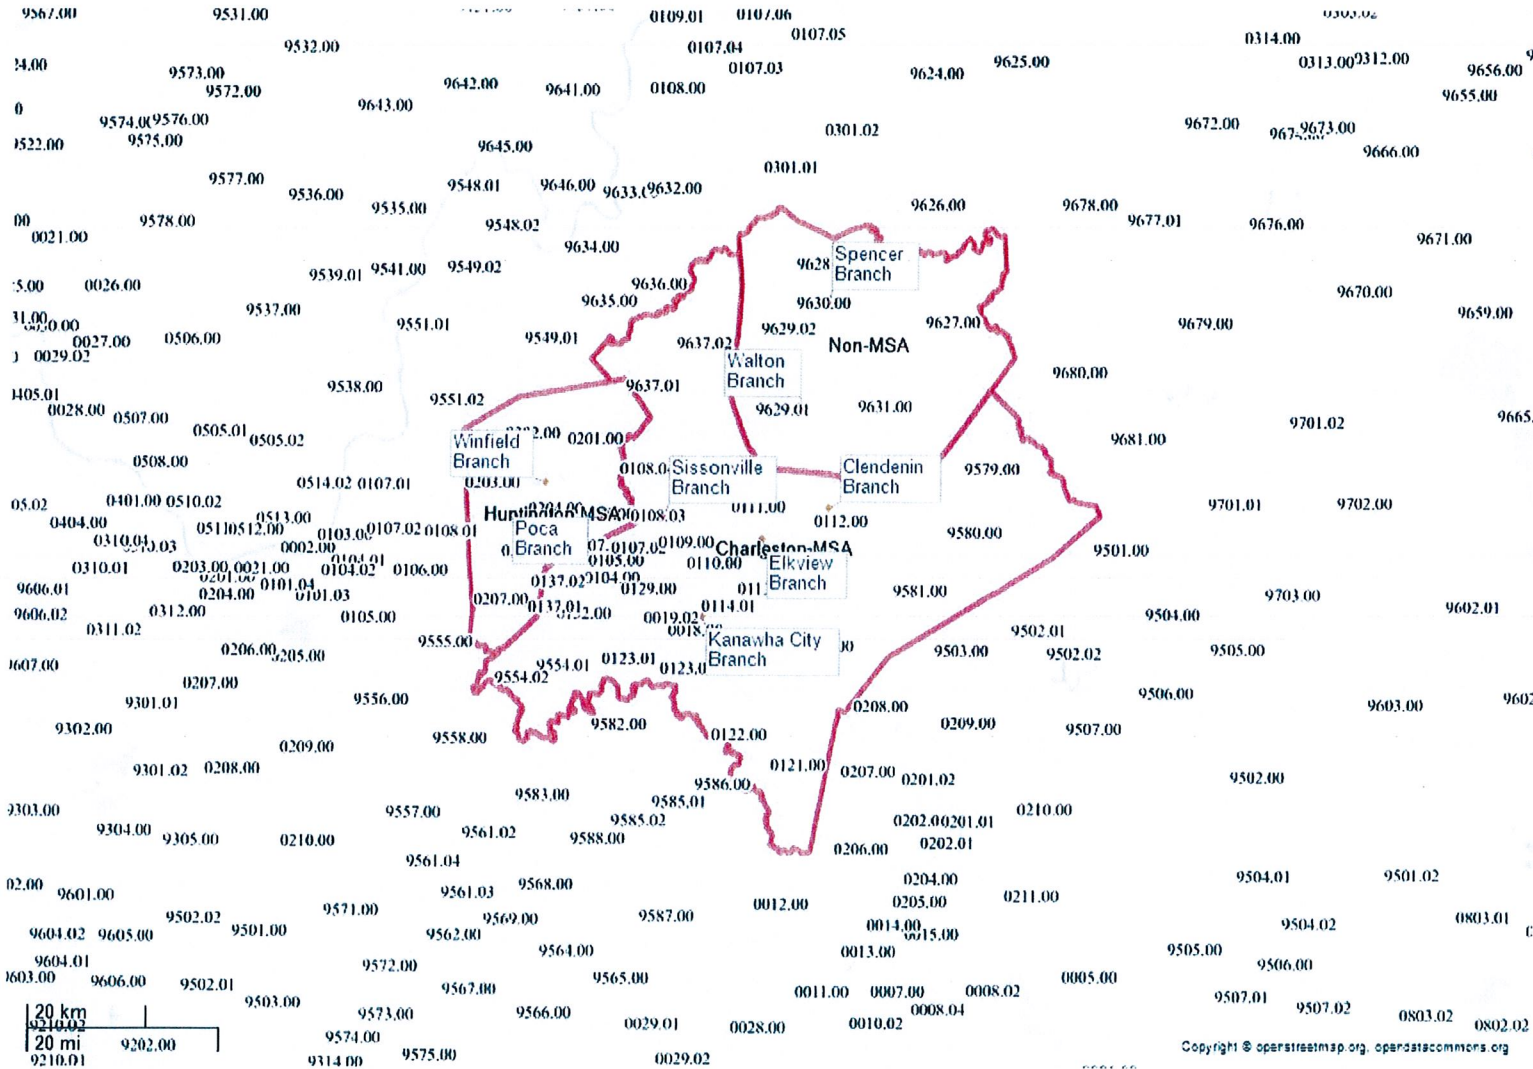 9567.00 9531.00 0109.01 0107.06
9532.00 0107.04 0107.05 0314.00
9573.00 0107.03 9624.00 9625.00 0313.00 9312.00 9656.00
9572.00 9642.00 9641.00 0108.00 9655.00
9643.00
9576.00 0301.02 9672.00 9673.00
9522.00 9575.00 9645.00 9666.00
0301.01
9577.00 9536.00 9548.01 9646.00 9632.00
9578.00 9535.00 9548.02 9626.00 9678.00 9677.01 9676.00
0021.00 9634.00 9671.00
Spencer
Branch
9539.01 9541.00 9549.02
0026.00 9636.00 9670.00
9537.00 9635.00 9630.00 9659.00
0027.00 0506.00 9551.01 9549.01 9629.02 9627.00 9679.00
0029.02 9637.02 Non-MSA
Walton
Branch
9538.00 9637.01 9680.00
0028.00 0507.00 9551.02 9629.01 9631.00 9701.02
0505.01 0505.02 0201.00 9681.00
Winfield
Branch
0508.00
Sissonville
Branch
Clendenin
Branch
9579.00
0514.02 0107.01 0203.00
0401.00 0510.02 0111.00 9701.01 9702.00
0404.00 0513.00 0108.03 0112.00
0512.00 0103.00 0107.02 0108.01
Poca
Branch
9580.00
0310.04 0002.00 0107.02 0109.00 Charleston-MSA 9501.00
0310.01 0203.00 0021.00 0104.02 0106.00 0105.00 0110.00
Elkview
Branch
9606.01 0204.00 0101.04 0101.03 0137.02 0104.00 0129.00 9581.00
9606.02 0312.00 0105.00 0207.00 0137.01 0114.01 9703.00 9602.01
0311.02 0019.02 9502.01 9504.00
Kanawha City
Branch
9555.00
9607.00 0206.00 0205.00 9554.01 0123.01 9503.00 9502.02 9505.00
0207.00 9554.02
9301.01 9556.00 0208.00 9506.00 9603.00
9302.00 9558.00 9582.00 0122.00 0209.00 9507.00
0209.00
9301.02 0208.00 0121.00 0207.00 0201.02 9502.00
9586.00
9303.00 9557.00 9583.00 9585.01 0210.00
9304.00 9305.00 0210.00 9561.02 9588.00 9585.02 0201.01
9561.04 0206.00 0202.01
9601.00 9561.03 9568.00 0204.00 9504.01 9501.02
9571.00 0012.00 0205.00 0211.00
9502.02 9569.00 9587.00 0803.01
9604.02 9605.00 9501.00 9562.00 0014.00 0015.00 9504.02
9604.01 9572.00 9564.00 0013.00 9505.00 9506.00
9603.00 9606.00 9502.01 9567.00 9565.00 0011.00 0007.00 0008.02 0005.00
9503.00 9507.01
20 km
9573.00 9566.00 0029.01 0028.00 0010.02 0008.04 9507.02 0803.02 0802.02
9210.02
20 mi 9202.00 9574.00
9210.01 9314.00 9575.00 0029.02
Copyright © openstreetmap.org, opendatacommons.org